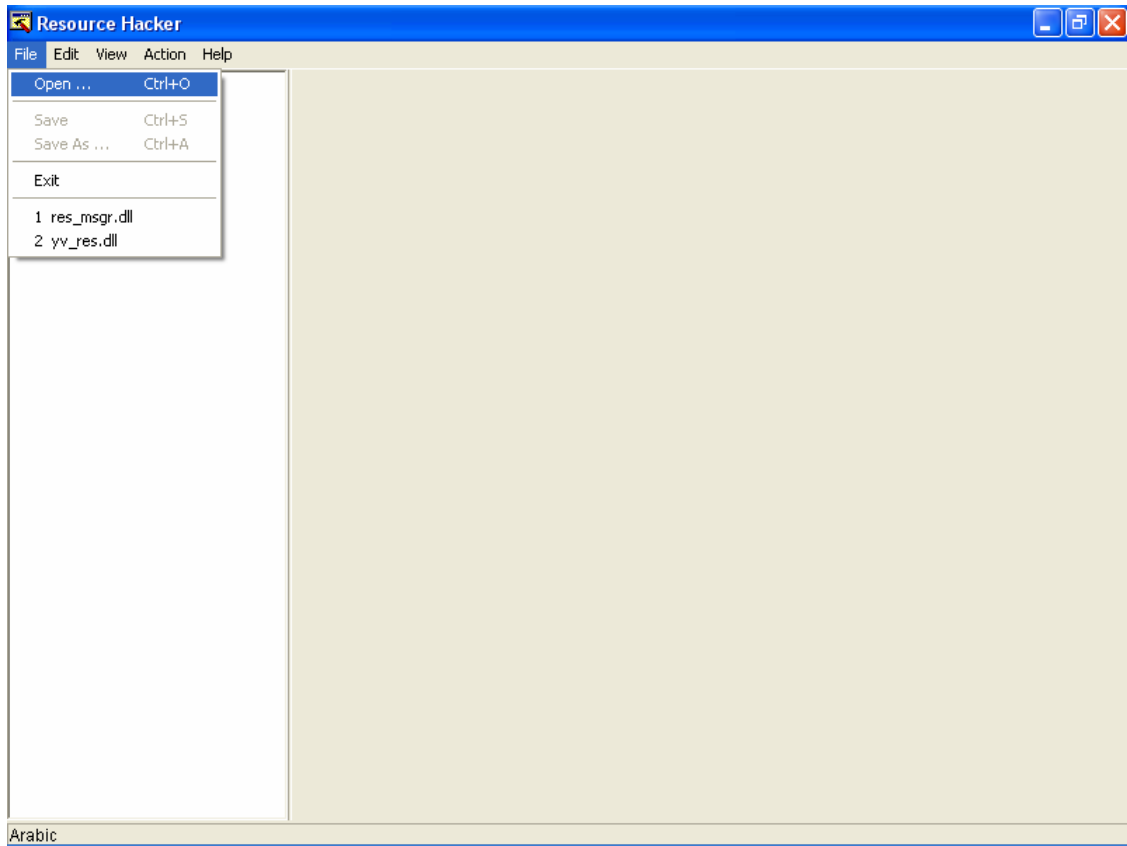 Resource Hacker
File Edit View Action Help
Open ... Ctrl+O
Save Ctrl+S
Save As ... Ctrl+A
Exit
1 res_msgr.dll
2 yv_res.dll
Arabic